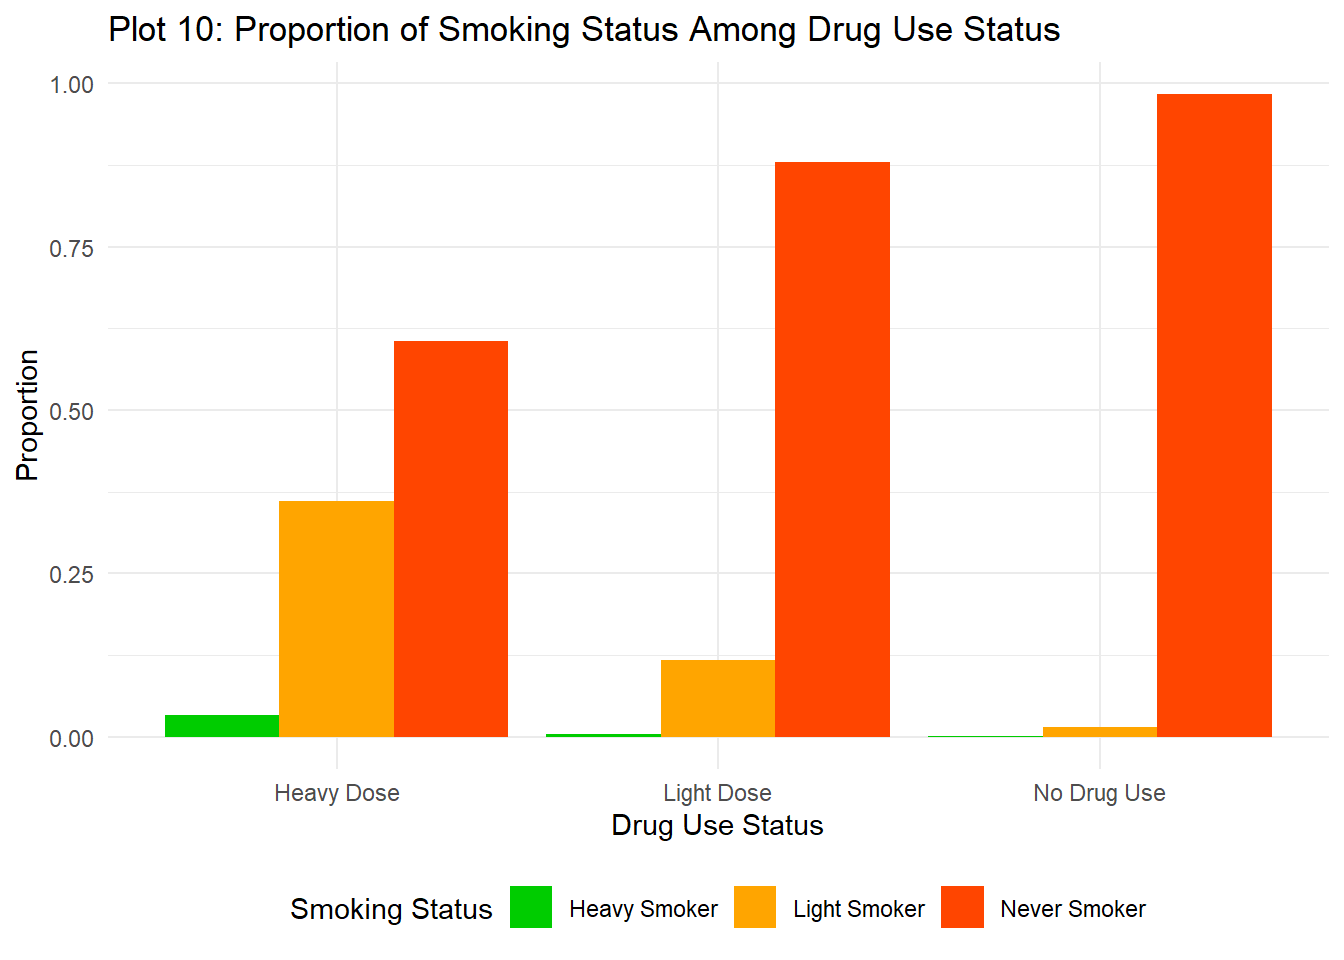 Plot 10: Proportion of Smoking Status Among Drug Use Status
1.00
0.75
0.50
0.25
0.00
Proportion
Heavy Dose
Light Dose
No Drug Use
Drug Use Status
Smoking Status
Heavy Smoker
Light Smoker
Never Smoker